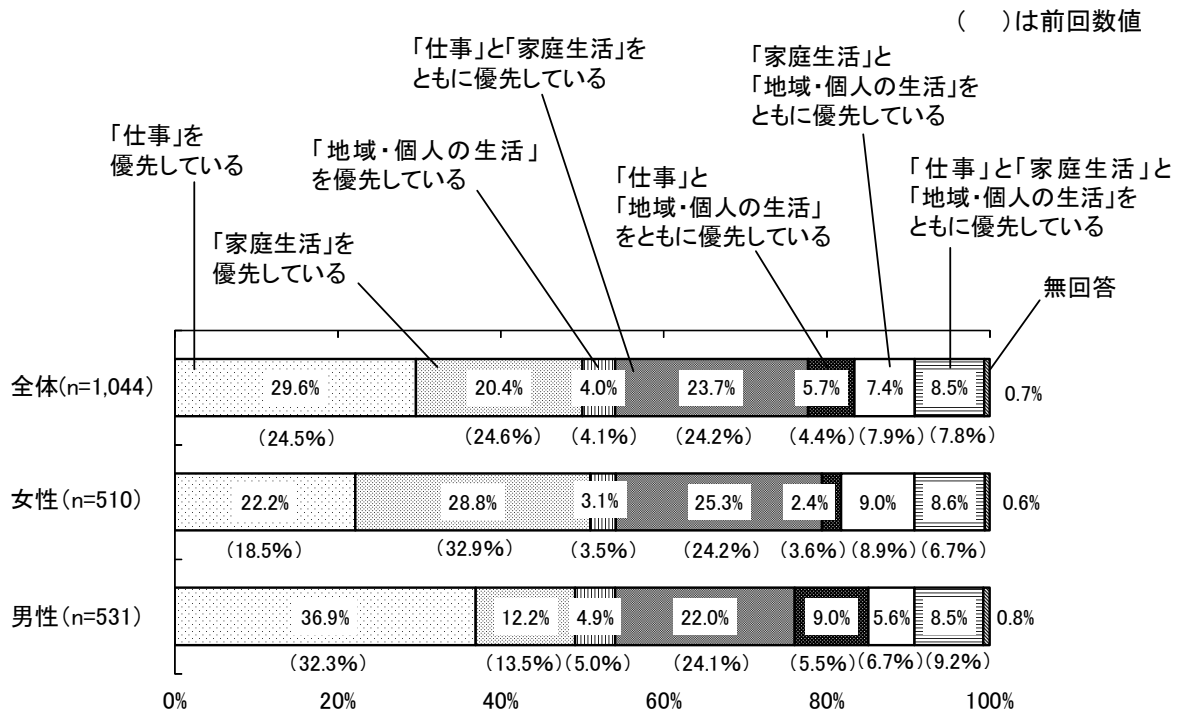 （　　）は前回数値
「仕事」と「家庭生活」を
ともに優先している
「家庭生活」と
「地域・個人の生活」を
ともに優先している
「仕事」を
優先している
「地域・個人の生活」
を優先している
「仕事」と
「地域・個人の生活」
をともに優先している
「仕事」と「家庭生活」と
「地域・個人の生活」を
ともに優先している
「家庭生活」を
優先している
無回答
全体(n=1,044) 29.6% 20.4% 4.0% 23.7% 5.7% 7.4% 8.5% 0.7%
(24.5%) (24.6%) (4.1%) (24.2%) (4.4%) (7.9%) (7.8%)
女性(n=510) 22.2% 28.8% 3.1% 25.3% 2.4% 9.0% 8.6% 0.6%
(18.5%) (32.9%) (3.5%) (24.2%) (3.6%) (8.9%) (6.7%)
男性(n=531) 36.9% 12.2% 4.9% 22.0% 9.0% 5.6% 8.5% 0.8%
(32.3%) (13.5%) (5.0%) (24.1%) (5.5%) (6.7%) (9.2%)
0% 20% 40% 60% 80% 100%